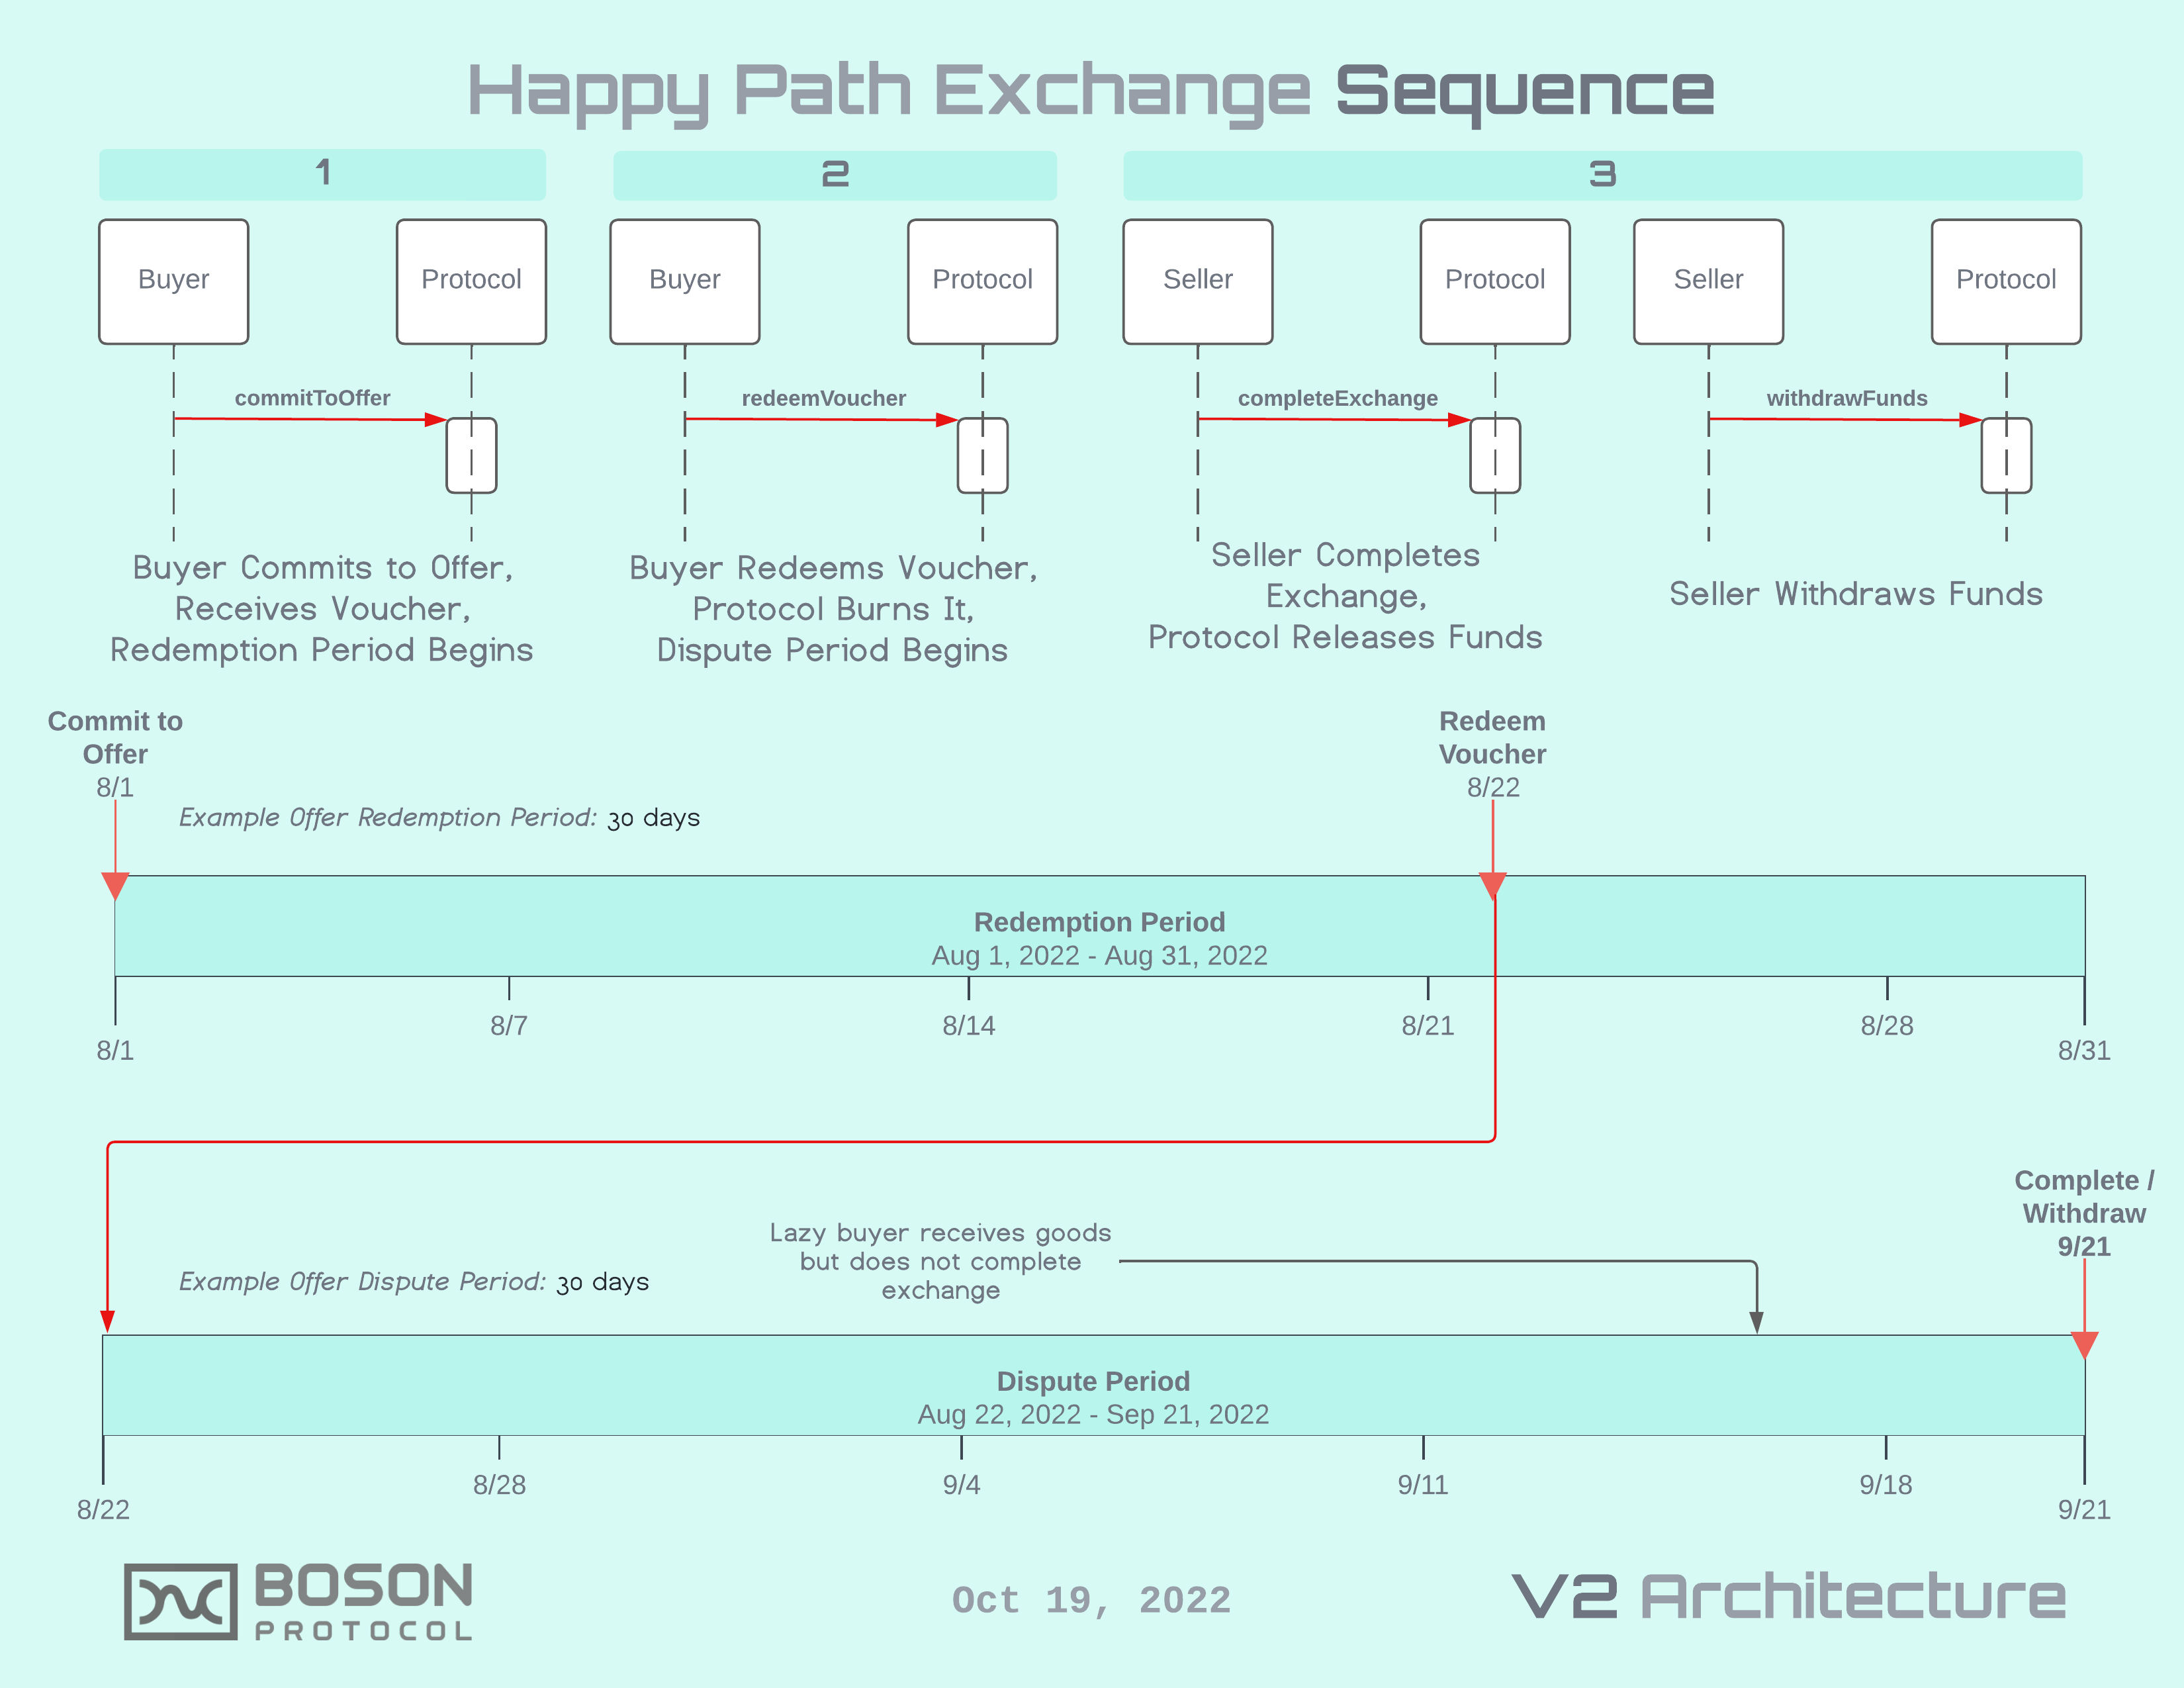 Happy Path Exchange Sequence
1
2
3
Buyer
Protocol
Buyer
Protocol
Seller
Protocol
Seller
Protocol
commitToOffer
redeemVoucher
completeExchange
withdrawFunds
Buyer Commits to Offer,
Receives Voucher,
Redemption Period Begins
Buyer Redeems Voucher,
Protocol Burns It,
Dispute Period Begins
Seller Completes
Exchange,
Protocol Releases Funds
Seller Withdraws Funds
Commit to
Offer
8/1
Redeem
Voucher
8/22
Example Offer Redemption Period: 30 days
Redemption Period
Aug 1, 2022 - Aug 31, 2022
8/1
8/7
8/14
8/21
8/28
8/31
Complete /
Withdraw
9/21
Lazy buyer receives goods
but does not complete
exchange
Example Offer Dispute Period: 30 days
Dispute Period
Aug 22, 2022 - Sep 21, 2022
8/22
8/28
9/4
9/11
9/18
9/21
BOSON
PROTOCOL
Oct 19, 2022
V2 Architecture